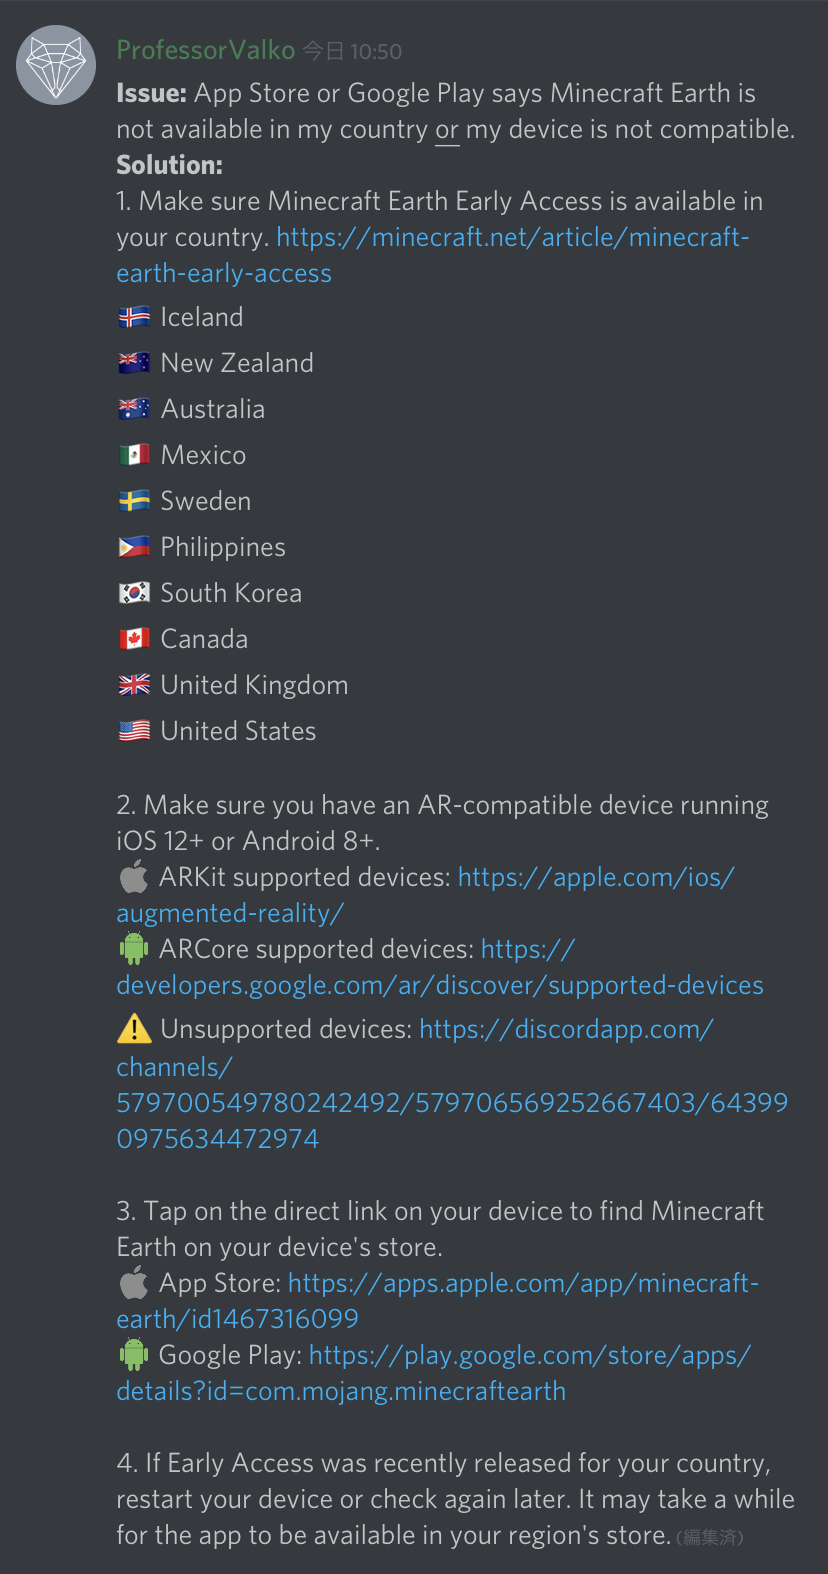 ProfessorValko 今日 10:50
Issue: App Store or Google Play says Minecraft Earth is
not available in my country or my device is not compatible.
Solution:
1. Make sure Minecraft Earth Early Access is available in
your country. https://minecraft.net/article/minecraft-
earth-early-access
Iceland
New Zealand
Australia
Mexico
Sweden
Philippines
South Korea
Canada
United Kingdom
United States
2. Make sure you have an AR-compatible device running
iOS 12+ or Android 8+.
ARKit supported devices: https://apple.com/ios/
augmented-reality/
ARCore supported devices: https://
developers.google.com/ar/discover/supported-devices
Unsupported devices: https://discordapp.com/
channels/
579700549780242492/579706569252667403/64399
0975634472974
3. Tap on the direct link on your device to find Minecraft
Earth on your device's store.
App Store: https://apps.apple.com/app/minecraft-
earth/id1467316099
Google Play: https://play.google.com/store/apps/
details?id=com.mojang.minecraftearth
4. If Early Access was recently released for your country,
restart your device or check again later. It may take a while
for the app to be available in your region's store. (編集済)